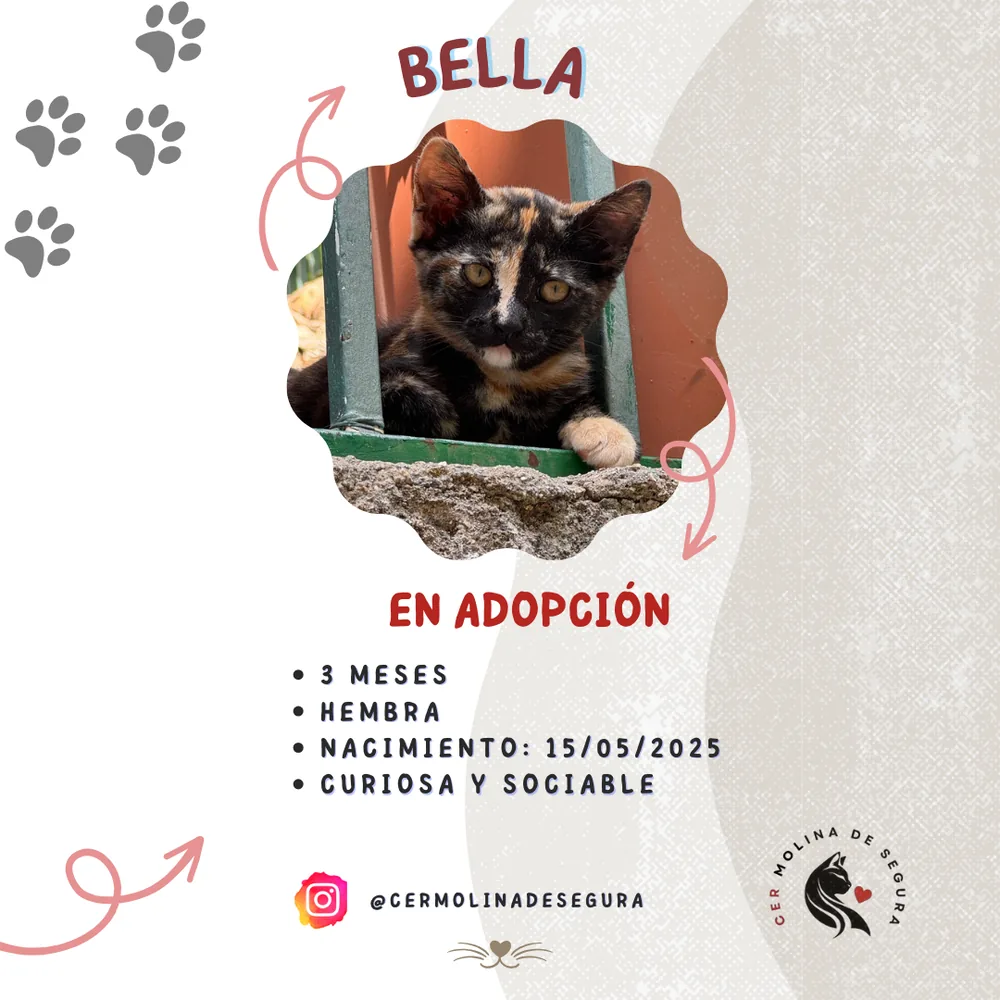 BELLA
EN ADOPCIÓN
• 3 MESES
• HEMBRA
• NACIMIENTO: 15/05/2025
• CURIOSA Y SOCIABLE
@CERMOLINADESEGURA
CER MOLINA DE SEGURA